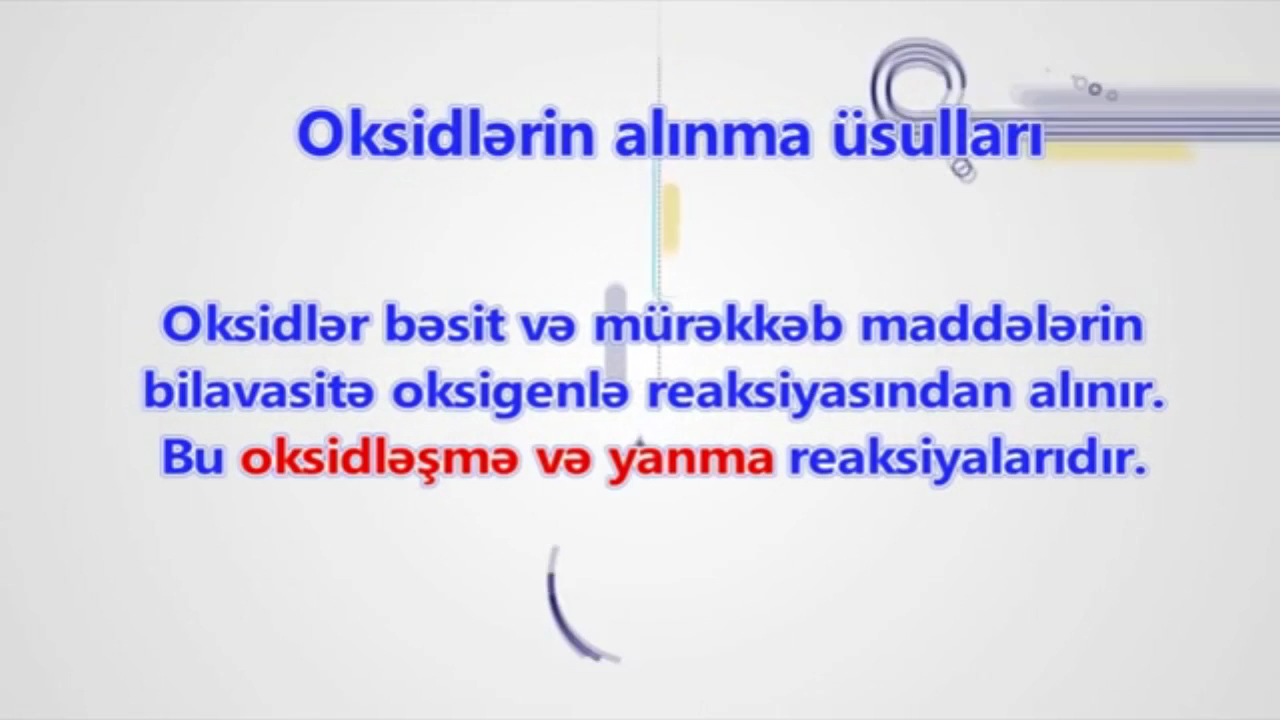 Oksidlərin alınma üsulları
Oksidlər bəsit və mürəkkəb maddələrin
bilavasitə oksigenlə reaksiyasından alınır.
Bu oksidləşmə və yanma reaksiyalarıdır.